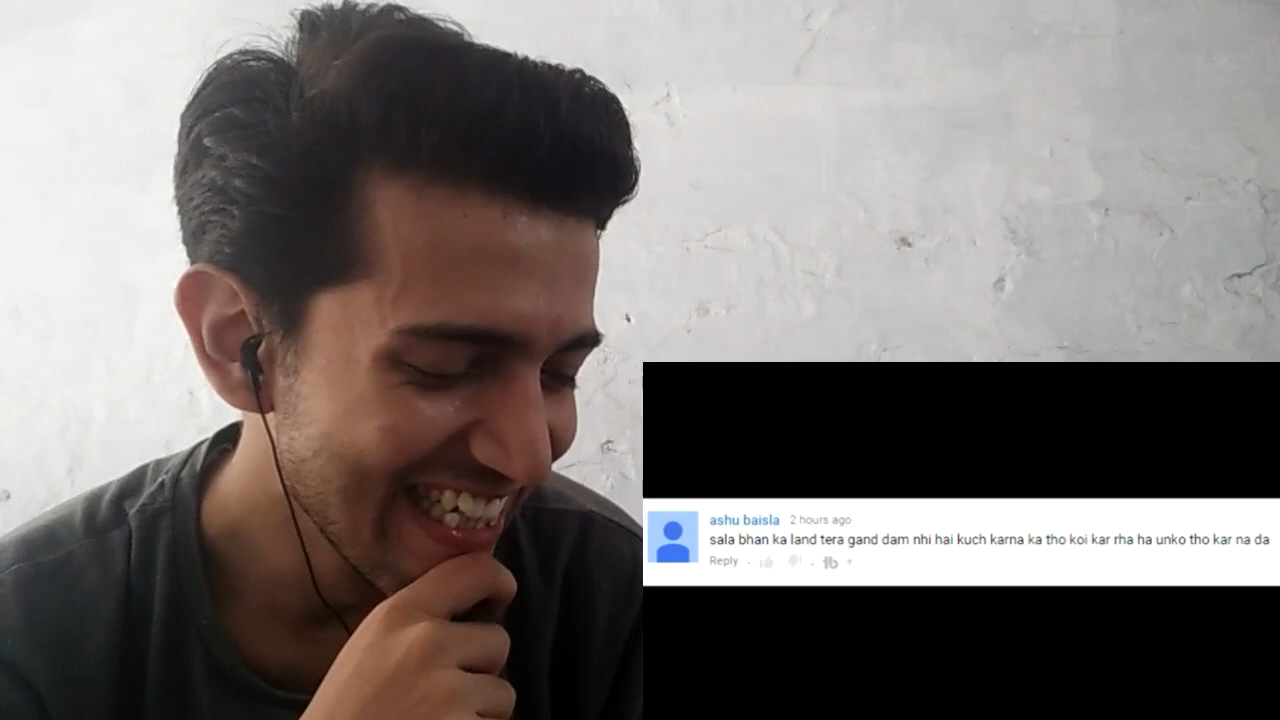 ashu baisla 2 hours ago
sala bhan ka land tera gand dam nhi hai kuch karna ka tho koi kar rha ha unko tho kar na da
Reply